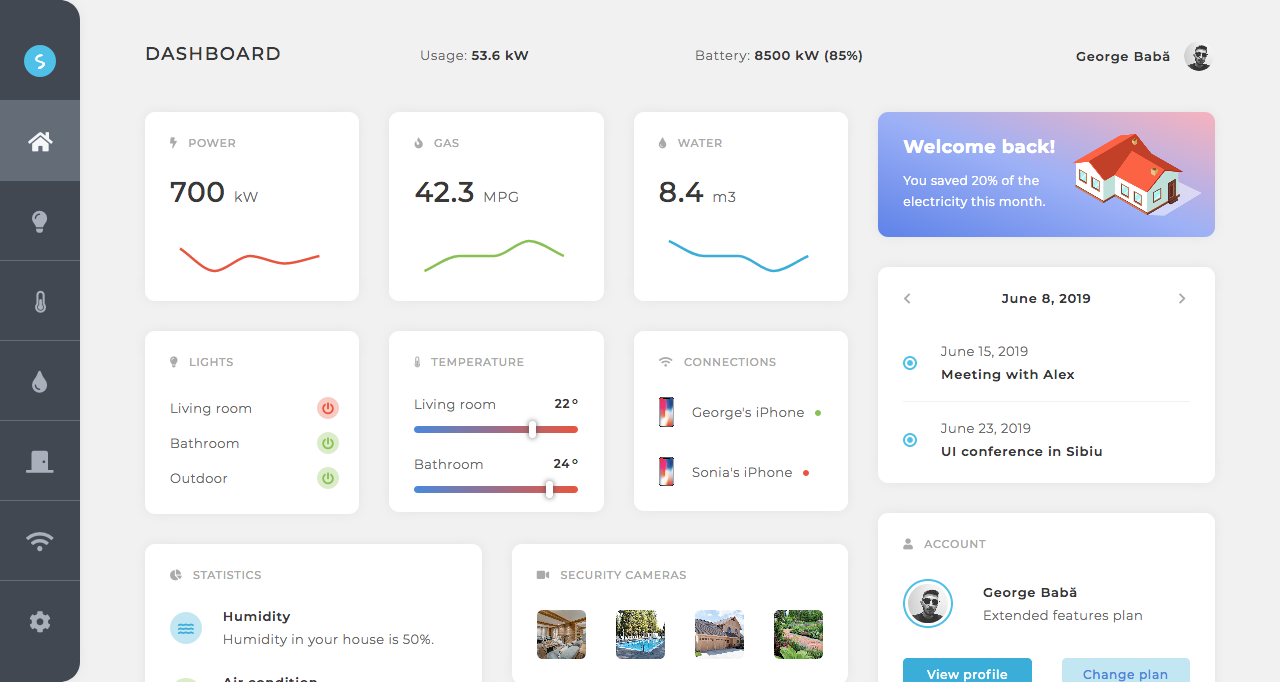 DASHBOARD
Usage: 53.6 kW
Battery: 8500 kW (85%)
George Babă
POWER
700 kW
GAS
42.3 MPG
WATER
8.4 m3
Welcome back!
You saved 20% of the
electricity this month.
June 8, 2019
June 15, 2019
Meeting with Alex
June 23, 2019
UI conference in Sibiu
LIGHTS
Living room
Bathroom
Outdoor
TEMPERATURE
Living room 22°
Bathroom 24°
CONNECTIONS
George's iPhone
Sonia's iPhone
STATISTICS
Humidity
Humidity in your house is 50%.
Air condition
SECURITY CAMERAS
ACCOUNT
George Babă
Extended features plan
View profile
Change plan